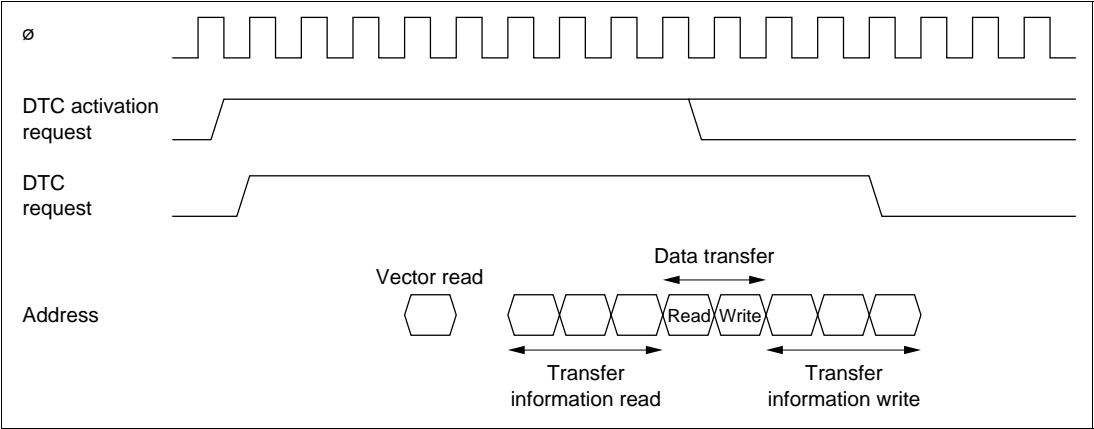 ø
DTC activation
request
DTC
request
Data transfer
Vector read
Address
Read
Write
Transfer
information read
Transfer
information write